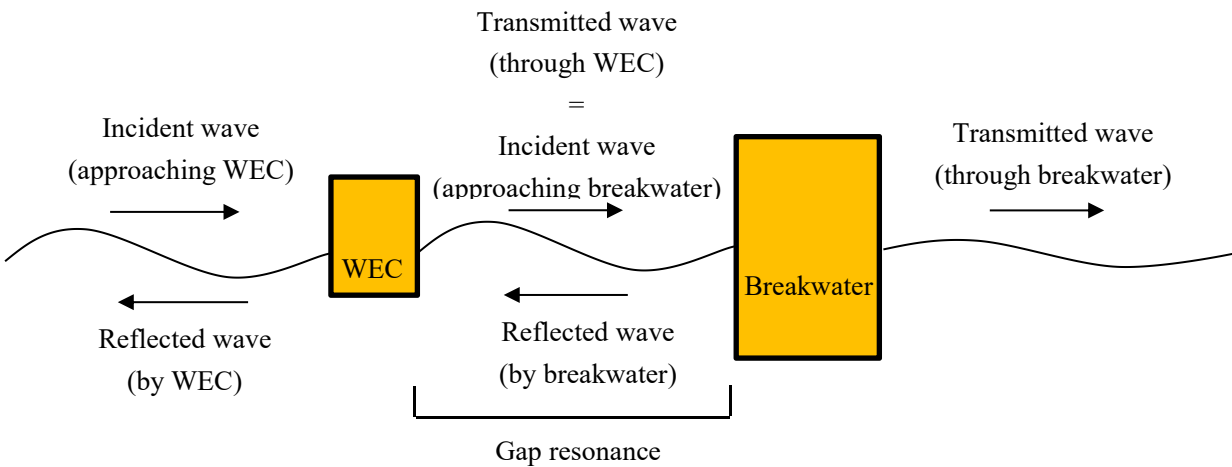 Transmitted wave
(through WEC)
=
Incident wave
(approaching WEC)
Incident wave
(approaching breakwater)
Transmitted wave
(through breakwater)
WEC
Breakwater
Reflected wave
(by WEC)
Reflected wave
(by breakwater)
Gap resonance